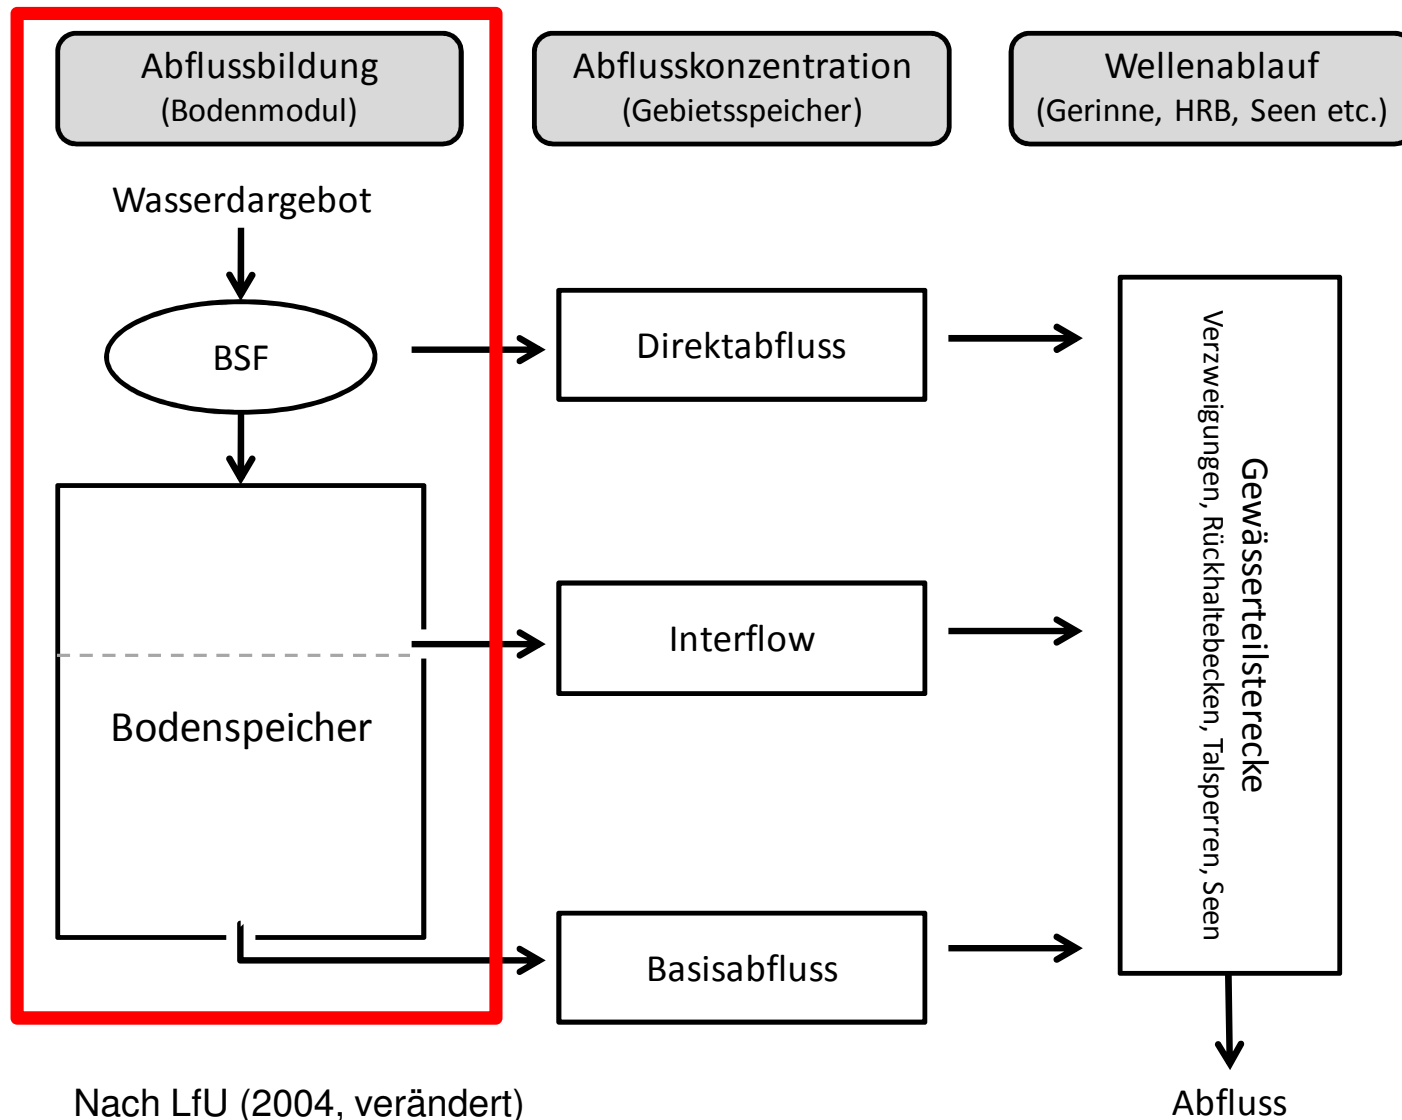 Abflussbildung
(Bodenmodul)
Abflusskonzentration
(Gebietsspeicher)
Wellenablauf
(Gerinne, HRB, Seen etc.)
Wasserdargebot
BSF
Direktabfluss
Bodenspeicher
Interflow
Basisabfluss
Gewässerteilsterecke
Verzweigungen, Rückhaltebecken, Talsperren, Seen
Abfluss
Nach LfU (2004, verändert)